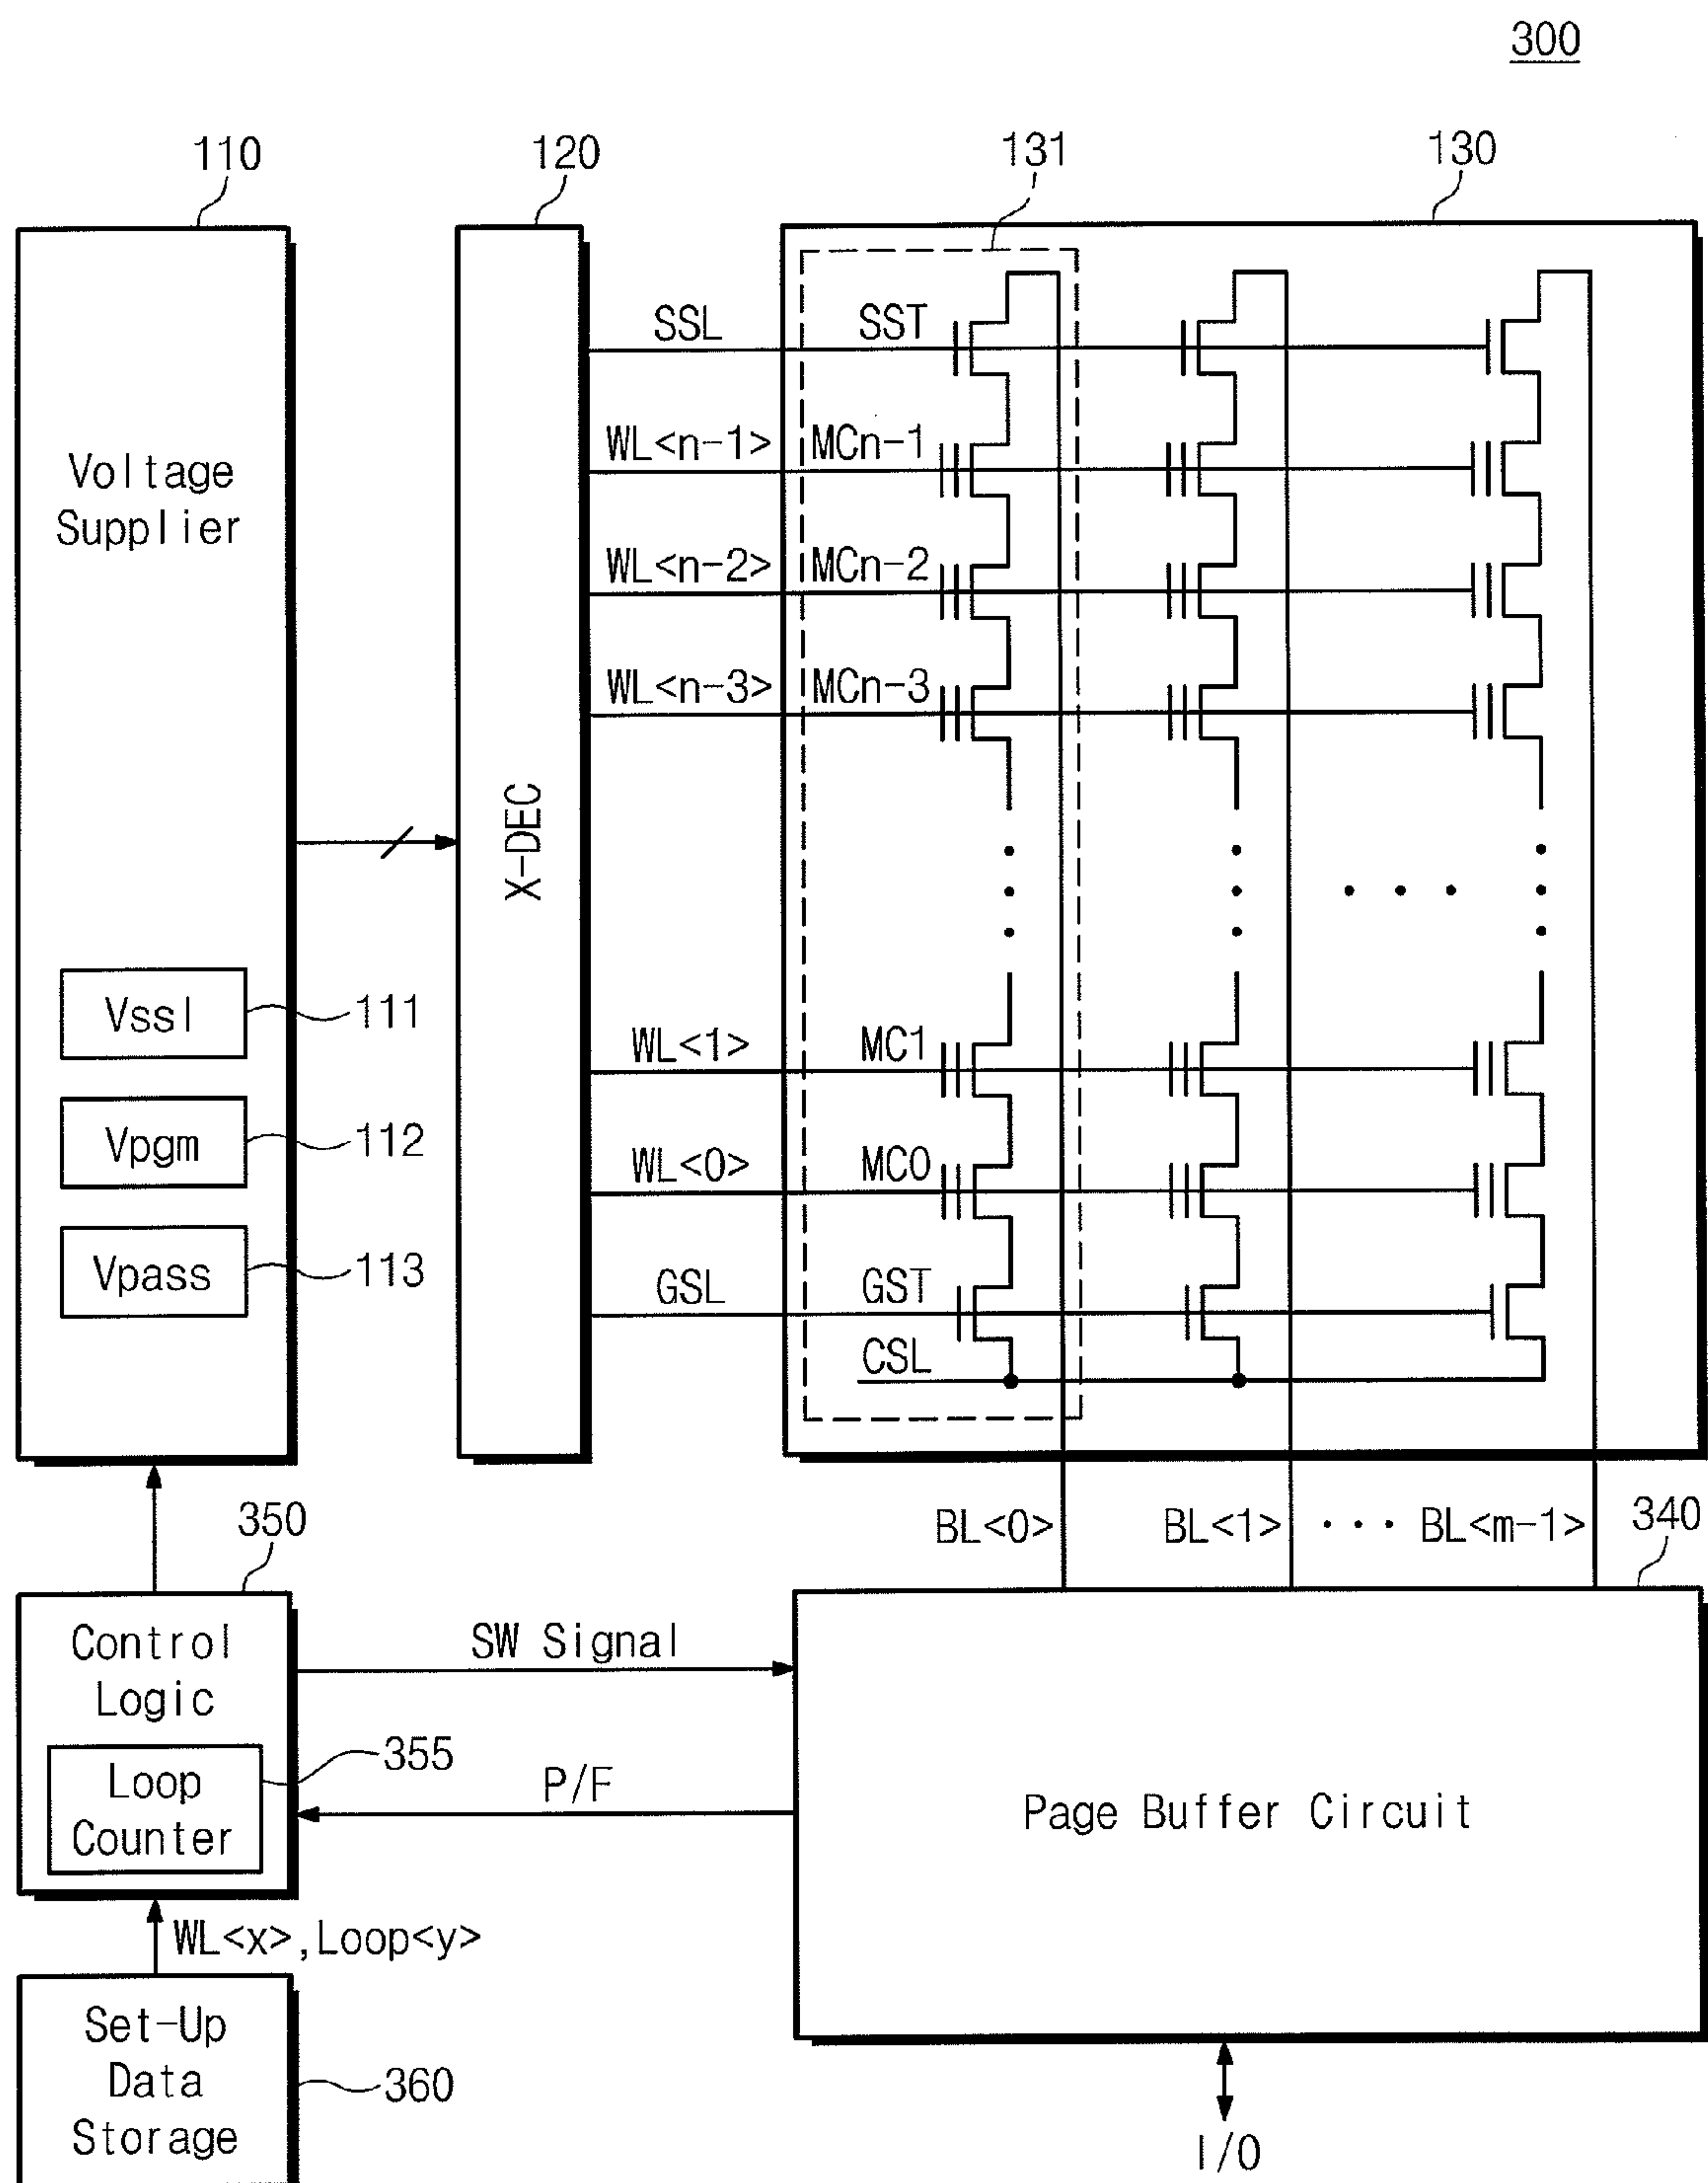 300
110
120
131
130
Voltage
Supplier
Vssl
111
Vpgm
112
Vpass
113
X-DEC
SSL
SST
WL<n-1>
MCn-1
WL<n-2>
MCn-2
WL<n-3>
MCn-3
WL<1>
MC1
WL<0>
MC0
GSL
GST
CSL
BL<0>
BL<1>
BL<m-1>
340
350
Control
Logic
Loop
Counter
355
SW Signal
P/F
Page Buffer Circuit
WL<x>,Loop<y>
Set-Up
Data
Storage
360
I/O